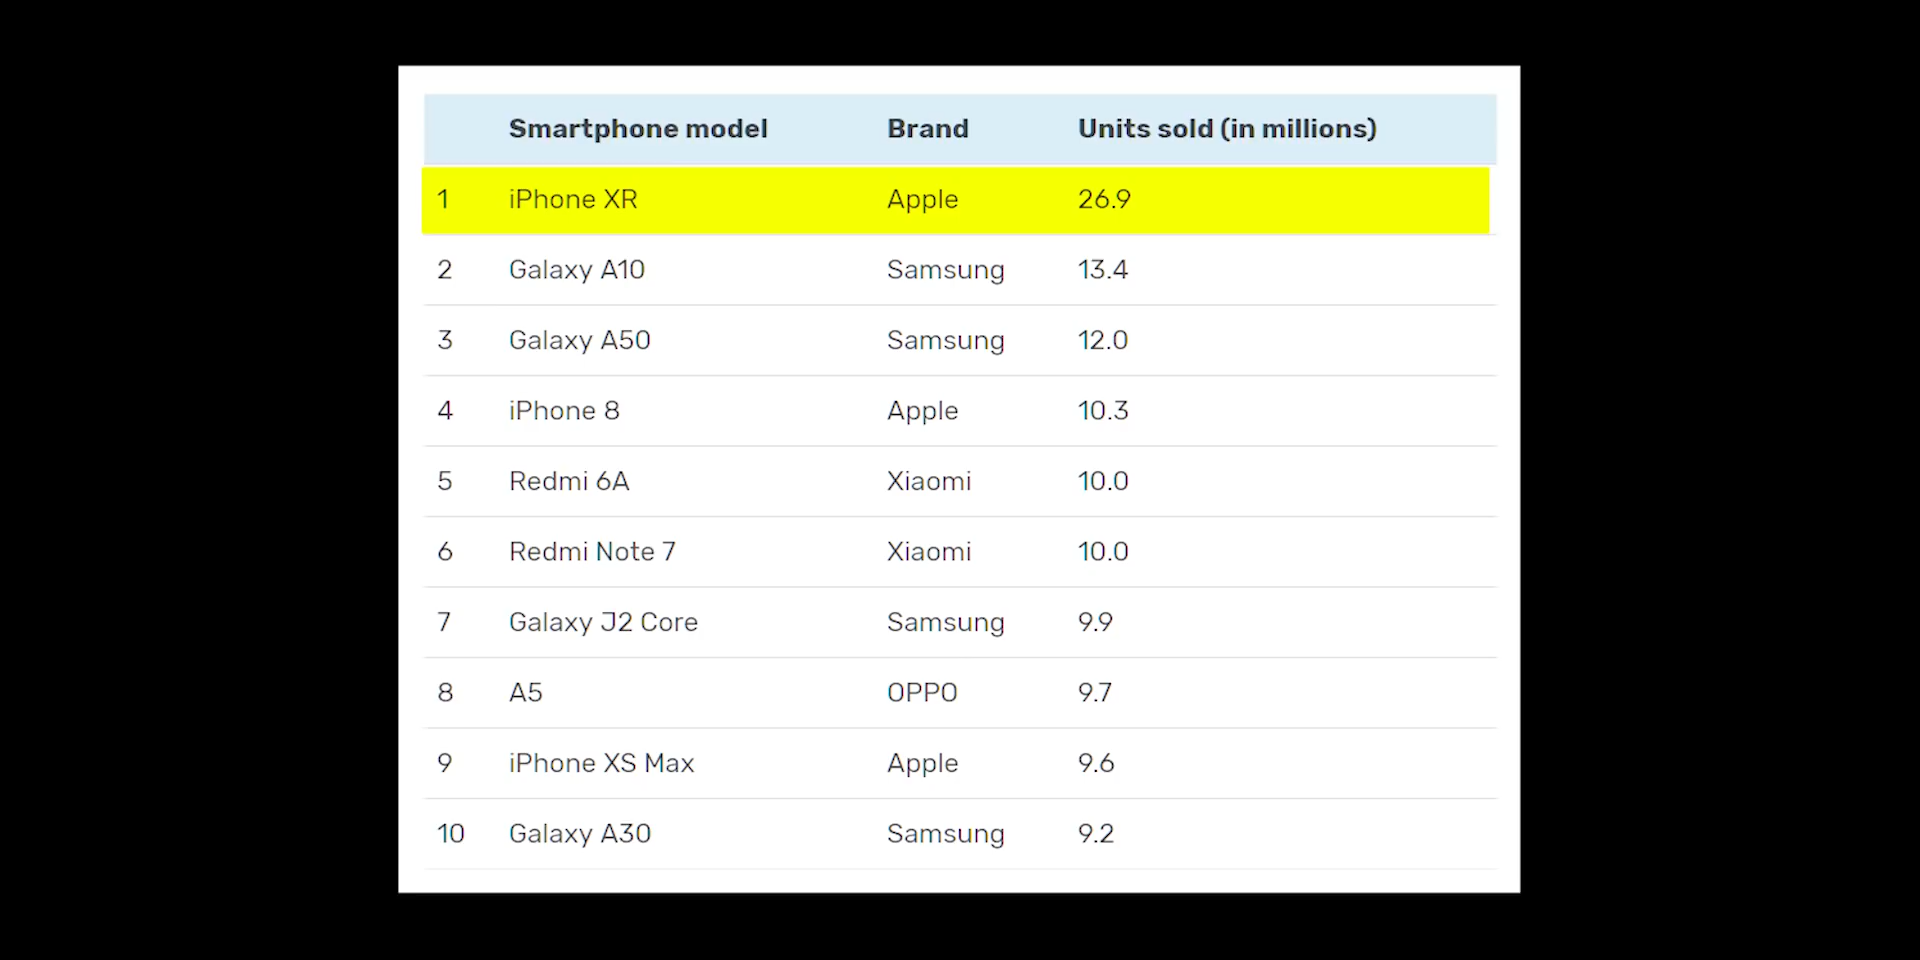 Smartphone model Brand Units sold (in millions)
1 iPhone XR Apple 26.9
2 Galaxy A10 Samsung 13.4
3 Galaxy A50 Samsung 12.0
4 iPhone 8 Apple 10.3
5 Redmi 6A Xiaomi 10.0
6 Redmi Note 7 Xiaomi 10.0
7 Galaxy J2 Core Samsung 9.9
8 A5 OPPO 9.7
9 iPhone XS Max Apple 9.6
10 Galaxy A30 Samsung 9.2